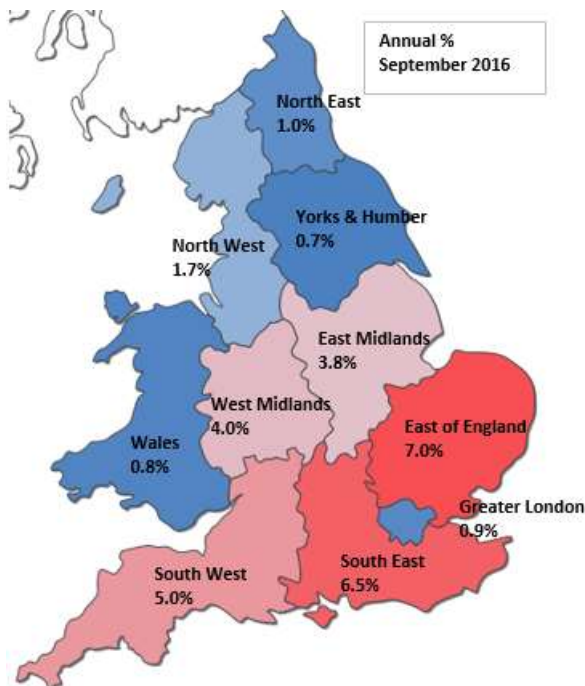 Annual %
September 2016
North East
1.0%
Yorks & Humber
0.7%
North West
1.7%
East Midlands
3.8%
West Midlands
4.0%
East of England
7.0%
Wales
0.8%
Greater London
0.9%
South East
6.5%
South West
5.0%